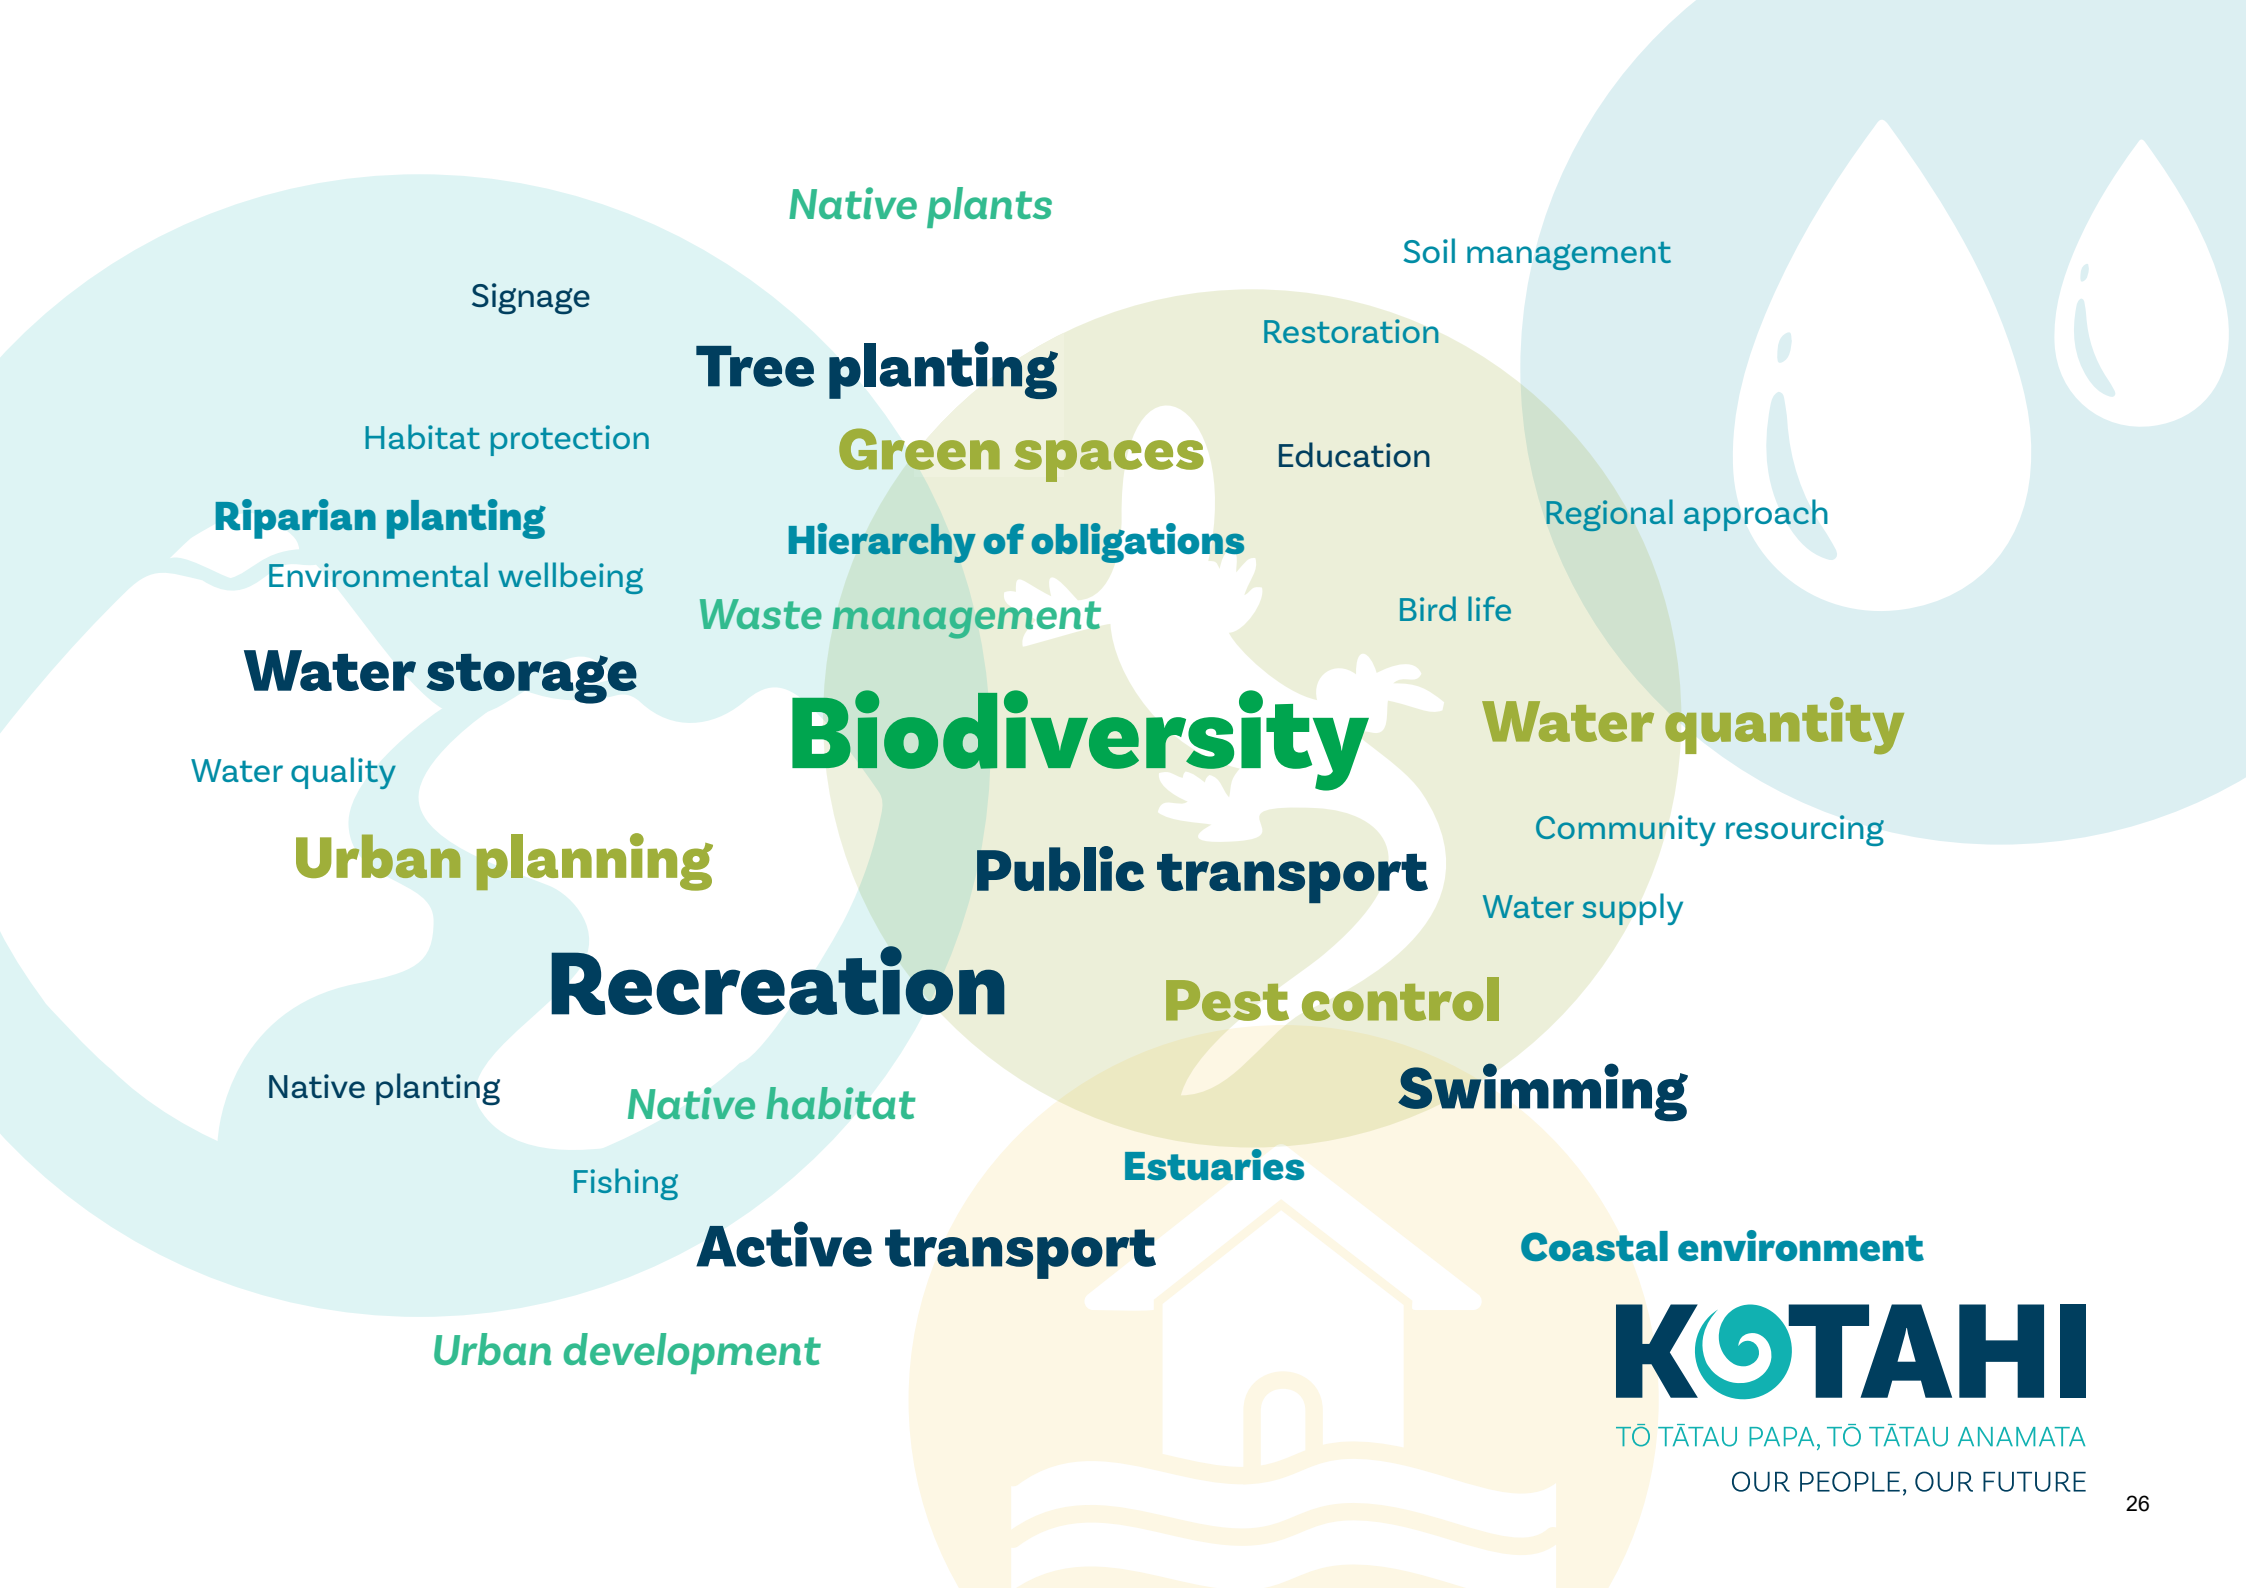 Native plants
Soil management
Signage
Restoration
Tree planting
Habitat protection
Green spaces
Education
Riparian planting
Regional approach
Hierarchy of obligations
Environmental wellbeing
Waste management
Bird life
Water storage
Biodiversity
Water quantity
Water quality
Community resourcing
Urban planning
Public transport
Water supply
Recreation
Pest control
Native planting
Native habitat
Swimming
Estuaries
Fishing
Active transport
Coastal environment
Urban development
KOTAHI
TŌ TĀTAU PAPA, TŌ TĀTAU ANAMATA
OUR PEOPLE, OUR FUTURE
26